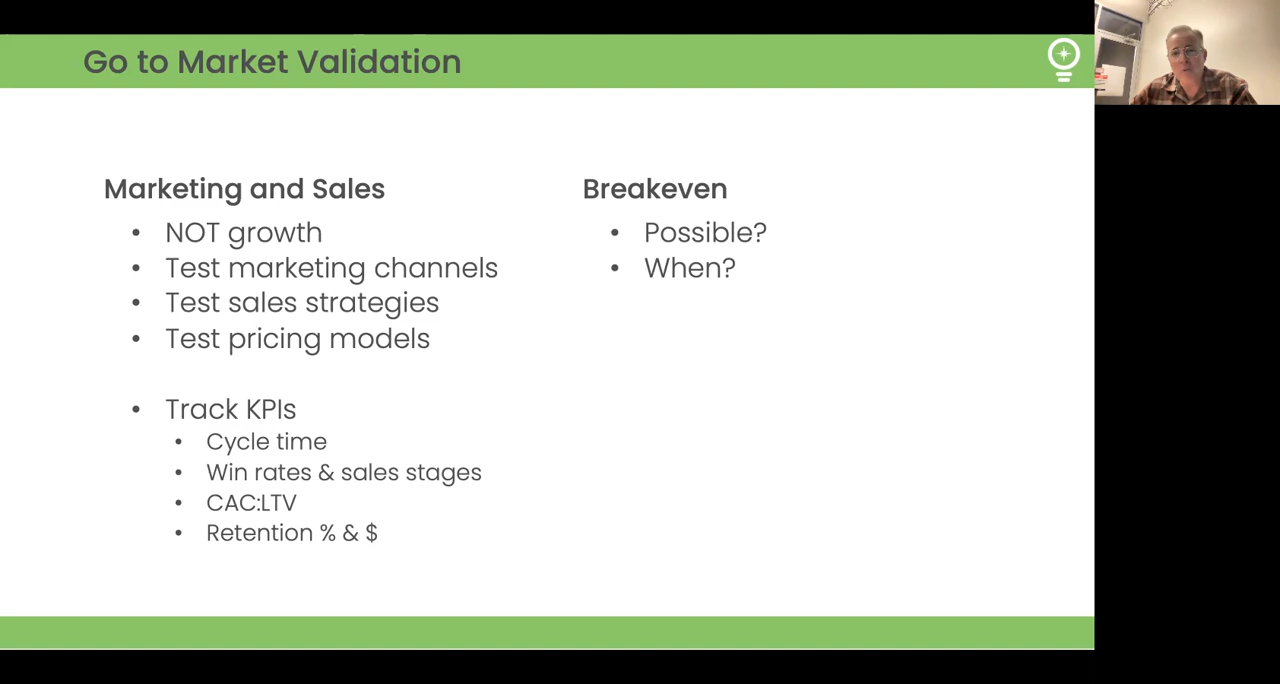 Go to Market Validation
Marketing and Sales
• NOT growth
• Test marketing channels
• Test sales strategies
• Test pricing models
• Track KPIs
• Cycle time
• Win rates & sales stages
• CAC:LTV
• Retention % & $
Breakeven
• Possible?
• When?